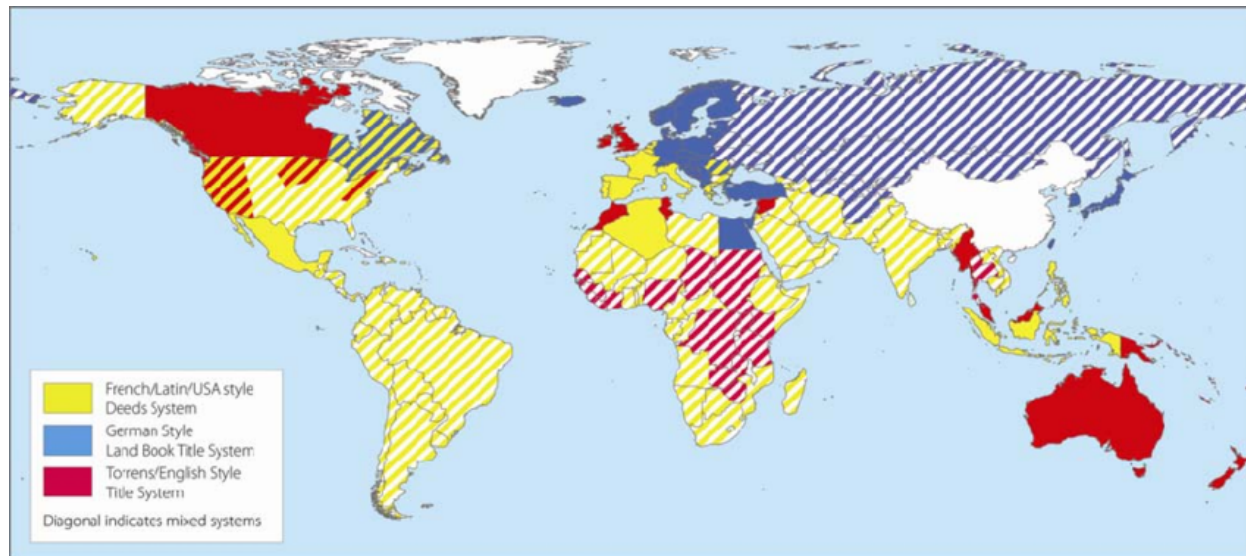 French/Latin/USA style
Deeds System
German Style
Land Book Title System
Torrens/English Style
Title System
Diagonal indicates mixed systems